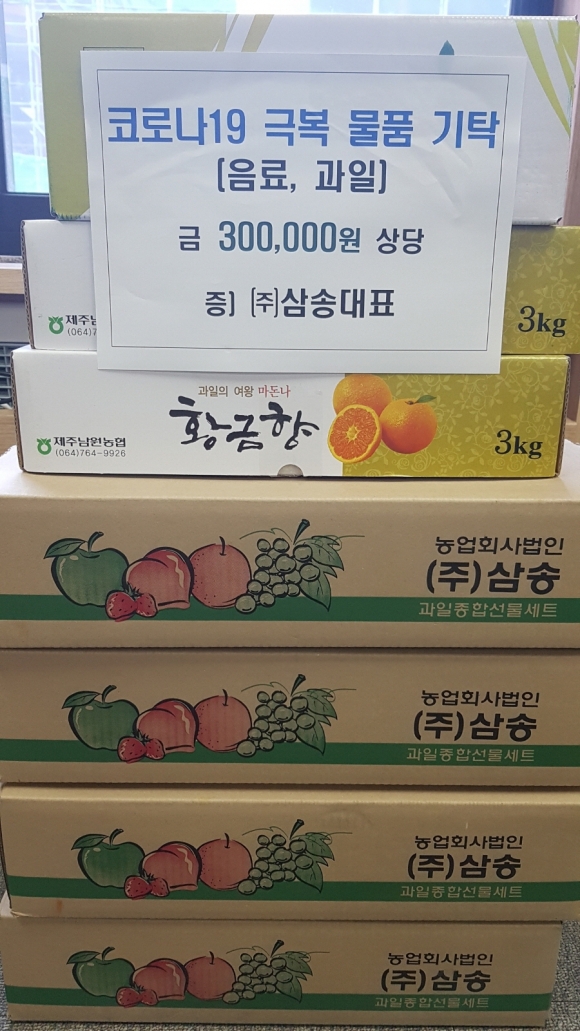 코로나19 극복 물품 기탁
(음료, 과일)
금 300,000원 상당
증) (주)삼송대표
제주남
(064)7
3kg
과일의 여왕 마돈나
황금향
제주남원농협
(064)764-9926
3kg
농업회사법인
(주)삼송
과일종합선물세트
농업회사법인
(주)삼송
과일종합선물세트
농업회사법인
(주)삼송
과일종합선물세트
농업회사법인
(주)삼송
과일종합선물세트